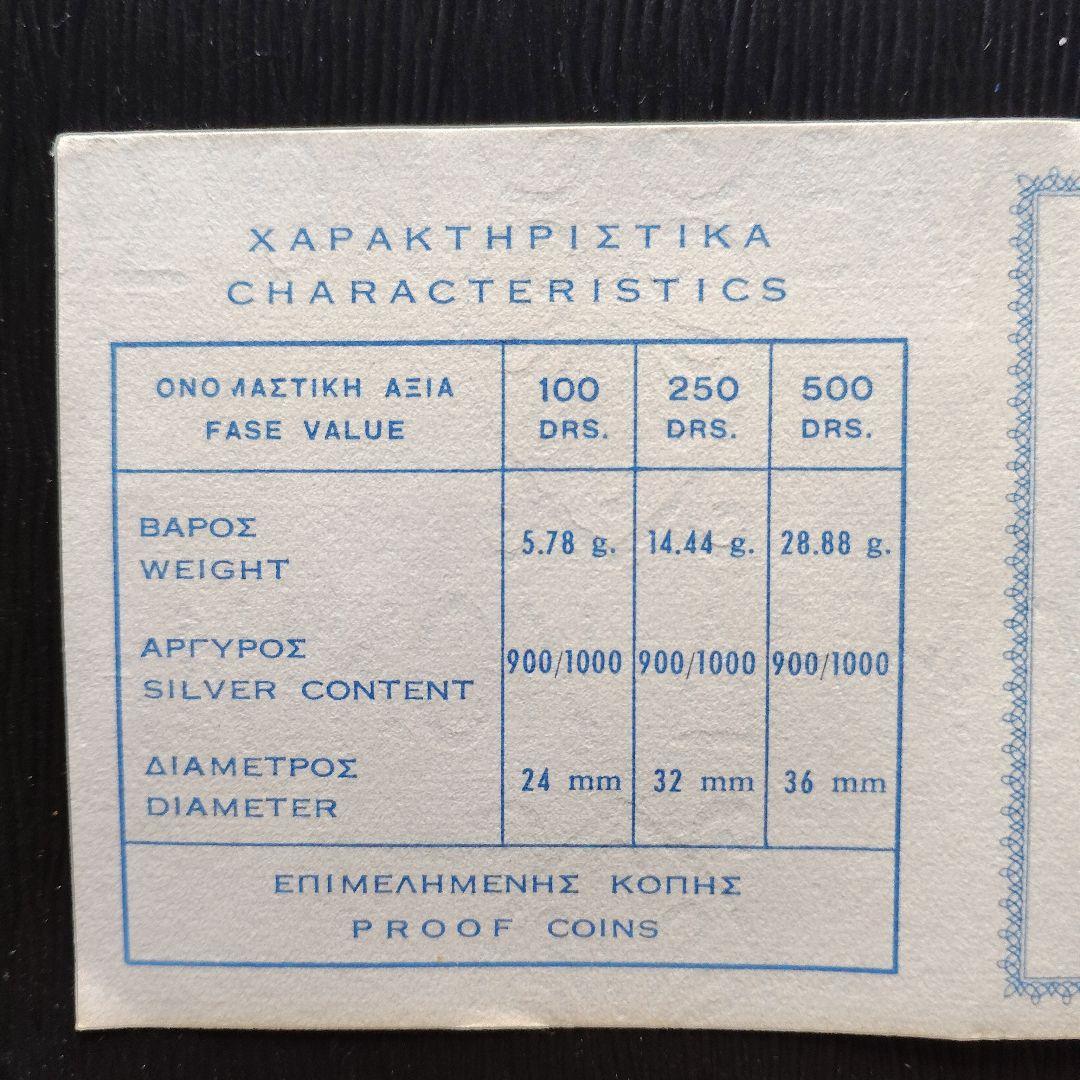 ΧΑΡΑΚΤΗΡΙΣΤΙΚΑ
CHARACTERISTICS
ΟΝΟΜΑΣΤΙΚΗ ΑΞΙΑ
FASE VALUE
100 DRS.
250 DRS.
500 DRS.
ΒΑΡΟΣ
WEIGHT
5.78 g. 14.44 g. 28.88 g.
ΑΡΓΥΡΟΣ
SILVER CONTENT
900/1000 900/1000 900/1000
ΔΙΑΜΕΤΡΟΣ
DIAMETER
24 mm 32 mm 36 mm
ΕΠΙΜΕΛΗΜΕΝΗΣ ΚΟΠΗΣ
PROOF COINS